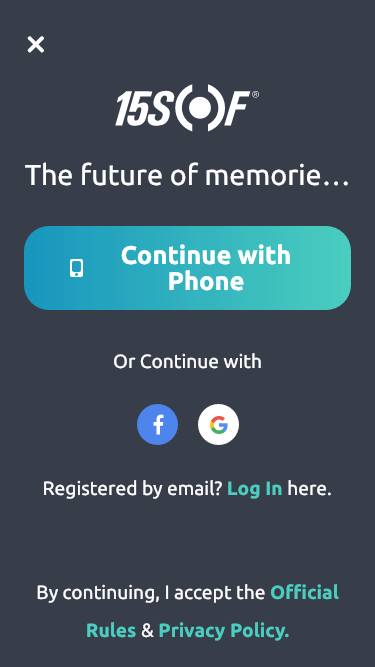 15SOF®
The future of memorie...
Continue with
Phone
Or Continue with
Registered by email? Log In here.
By continuing, I accept the Official
Rules & Privacy Policy.